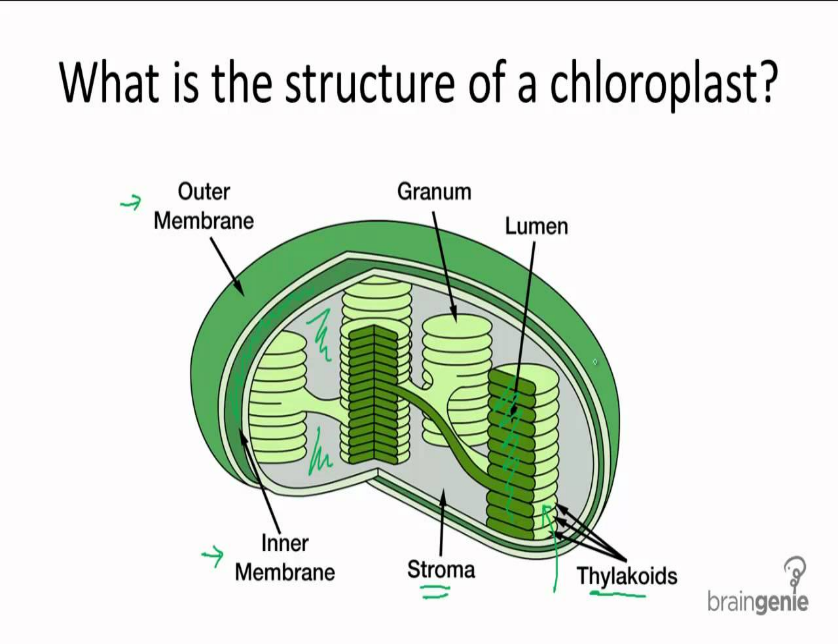 What is the structure of a chloroplast?
Outer
Membrane
Granum
Lumen
Inner
Membrane
Stroma
Thylakoids
braingenie